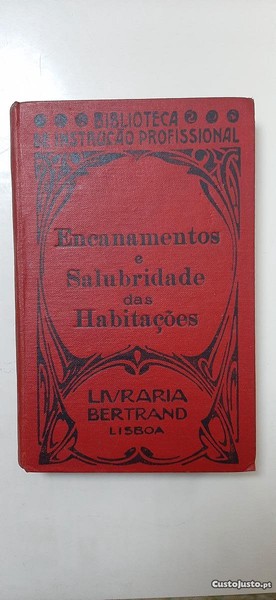 BIBLIOTECA
DE INSTRUCÇÃO PROFISSIONAL
Encanamentos
e
Salubridade
das
Habitações
LIVRARIA
BERTRAND
LISBOA
© CustoJusto.pt